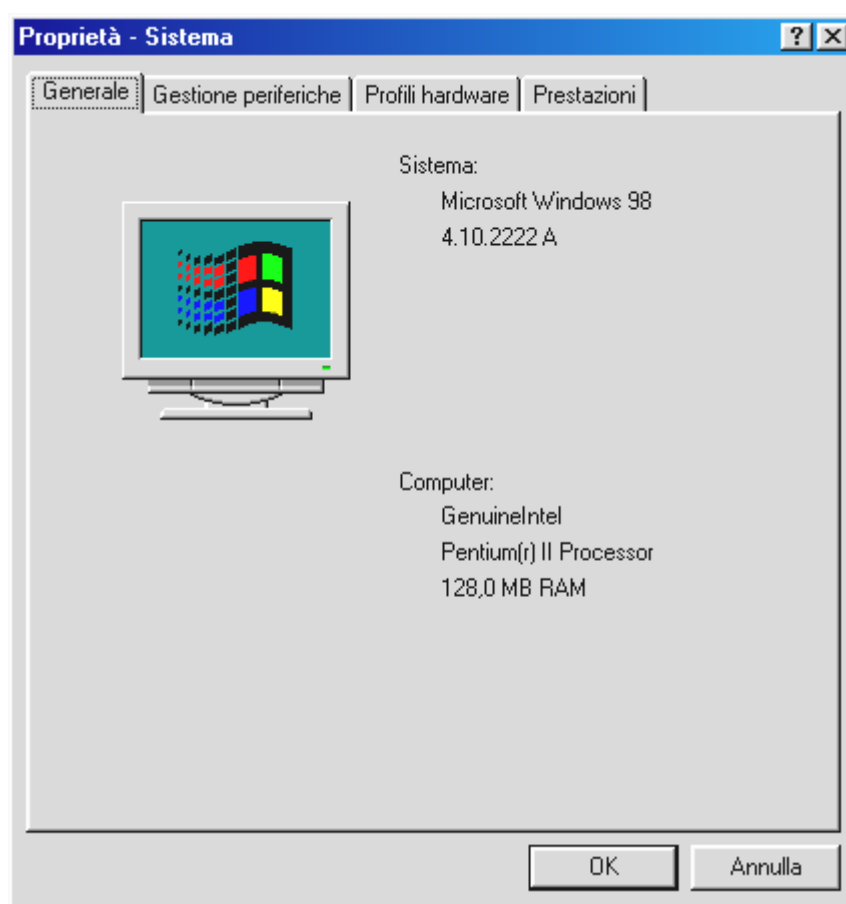 Proprietà - Sistema
Generale Gestione periferiche Profili hardware Prestazioni
Sistema:
Microsoft Windows 98
4.10.2222 A
Computer:
GenuineIntel
Pentium(r) II Processor
128,0 MB RAM
OK Annulla